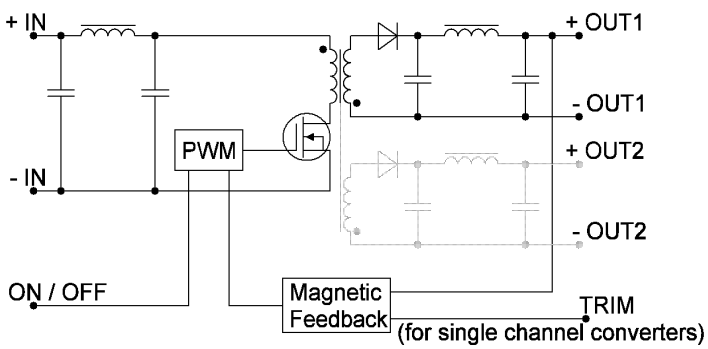 + IN
+ OUT1
- OUT1
PWM
+ OUT2
- IN
- OUT2
ON / OFF
Magnetic
Feedback
TRIM
(for single channel converters)